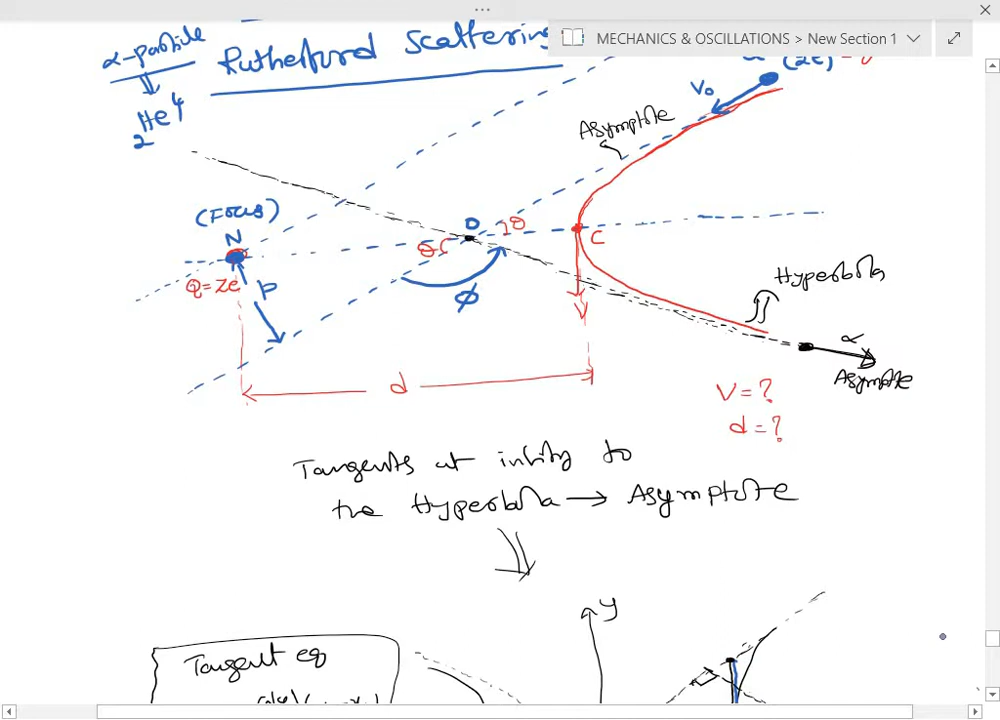 MECHANICS & OSCILLATIONS > New Section 1
α-partile
Rutherford Scattering
2He4
(2e)
V0
Asymptote
(Focus)
N
q=Ze
p
O
θ
θ
C
ϕ
V
Hyperbola
α
Asymptote
d
V = ?
d = ?
Tangents at infinity to
the Hyperbola → Asymptote
y
Tangent eq